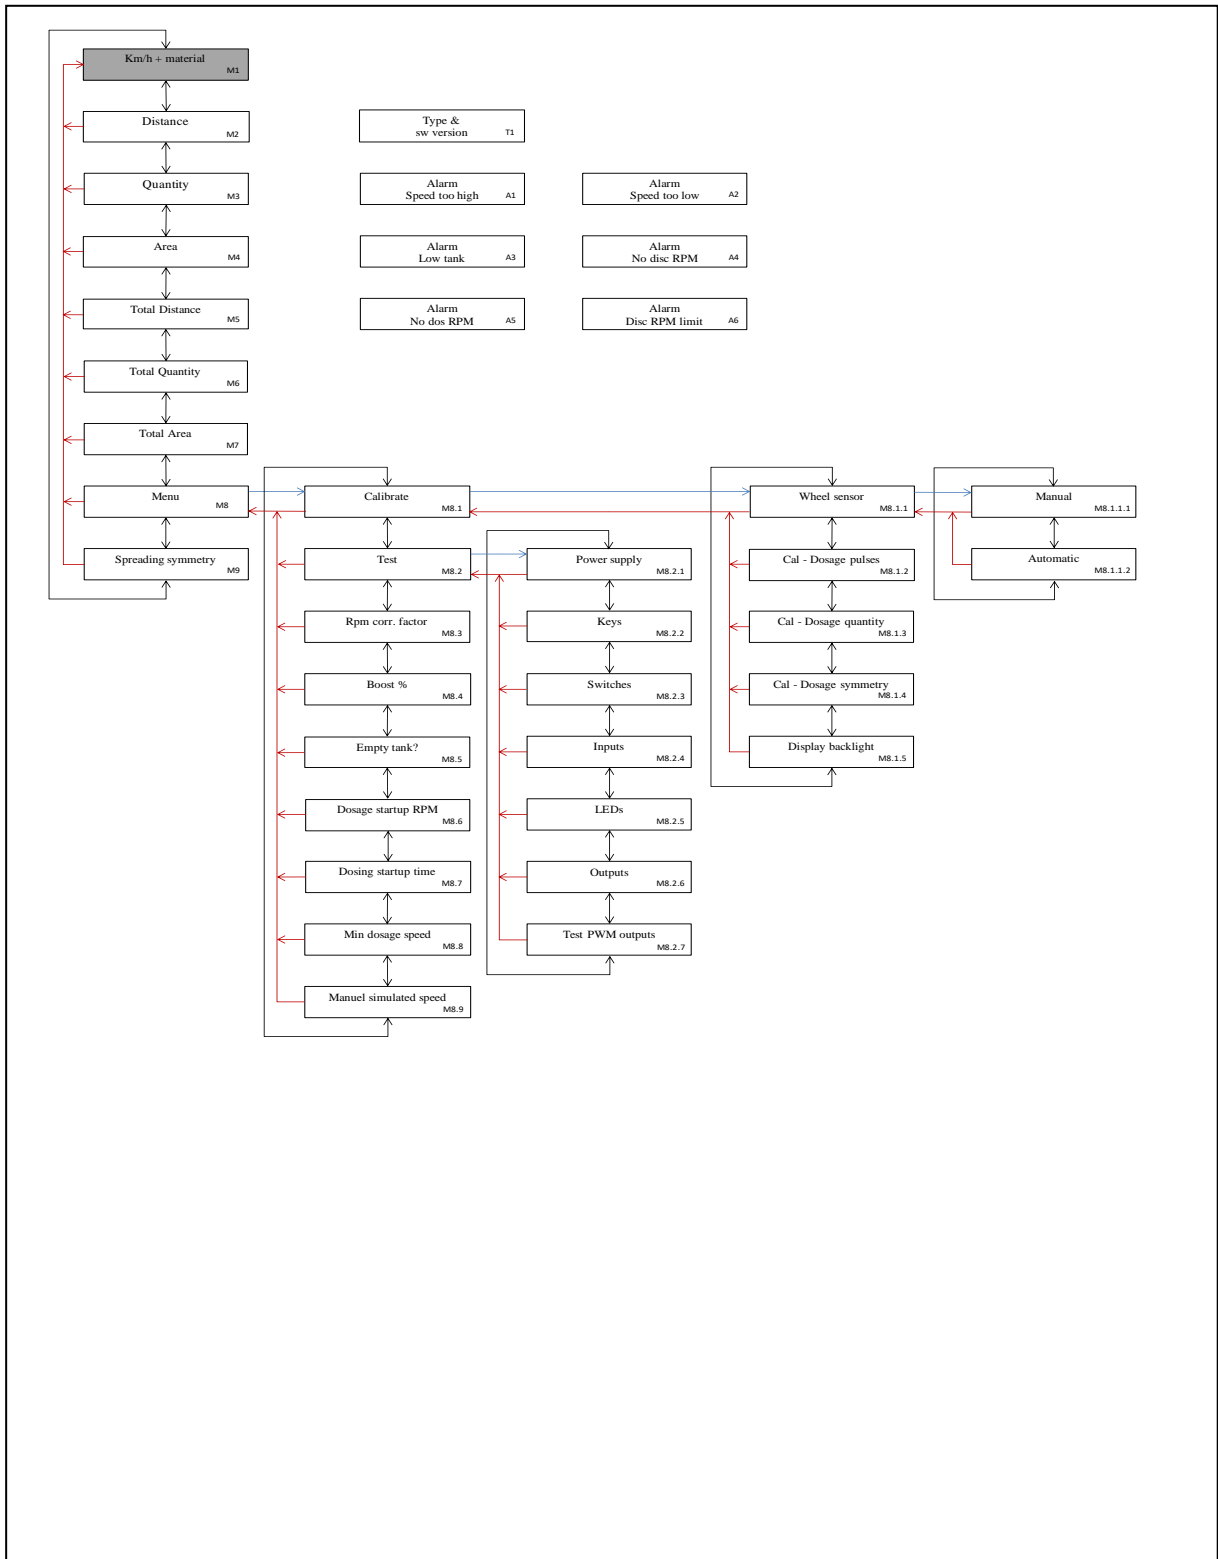 Km/h + material
M1
Distance
M2
Quantity
M3
Area
M4
Total Distance
M5
Total Quantity
M6
Total Area
M7
Menu
M8
Spreading symmetry
M9
Type &
sw version T1
Alarm
Speed too high A1
Alarm
Speed too low A2
Alarm
Low tank A3
Alarm
No disc RPM A4
Alarm
No dos RPM A5
Alarm
Disc RPM limit A6
Calibrate
M8.1
Test
M8.2
Rpm corr. factor
M8.3
Boost %
M8.4
Empty tank?
M8.5
Dosage startup RPM
M8.6
Dosing startup time
M8.7
Min dosage speed
M8.8
Manuel simulated speed
M8.9
Power supply
M8.2.1
Keys
M8.2.2
Switches
M8.2.3
Inputs
M8.2.4
LEDs
M8.2.5
Outputs
M8.2.6
Test PWM outputs
M8.2.7
Wheel sensor
M8.1.1
Cal - Dosage pulses
M8.1.2
Cal - Dosage quantity
M8.1.3
Cal - Dosage symmetry
M8.1.4
Display backlight
M8.1.5
Manual
M8.1.1.1
Automatic
M8.1.1.2